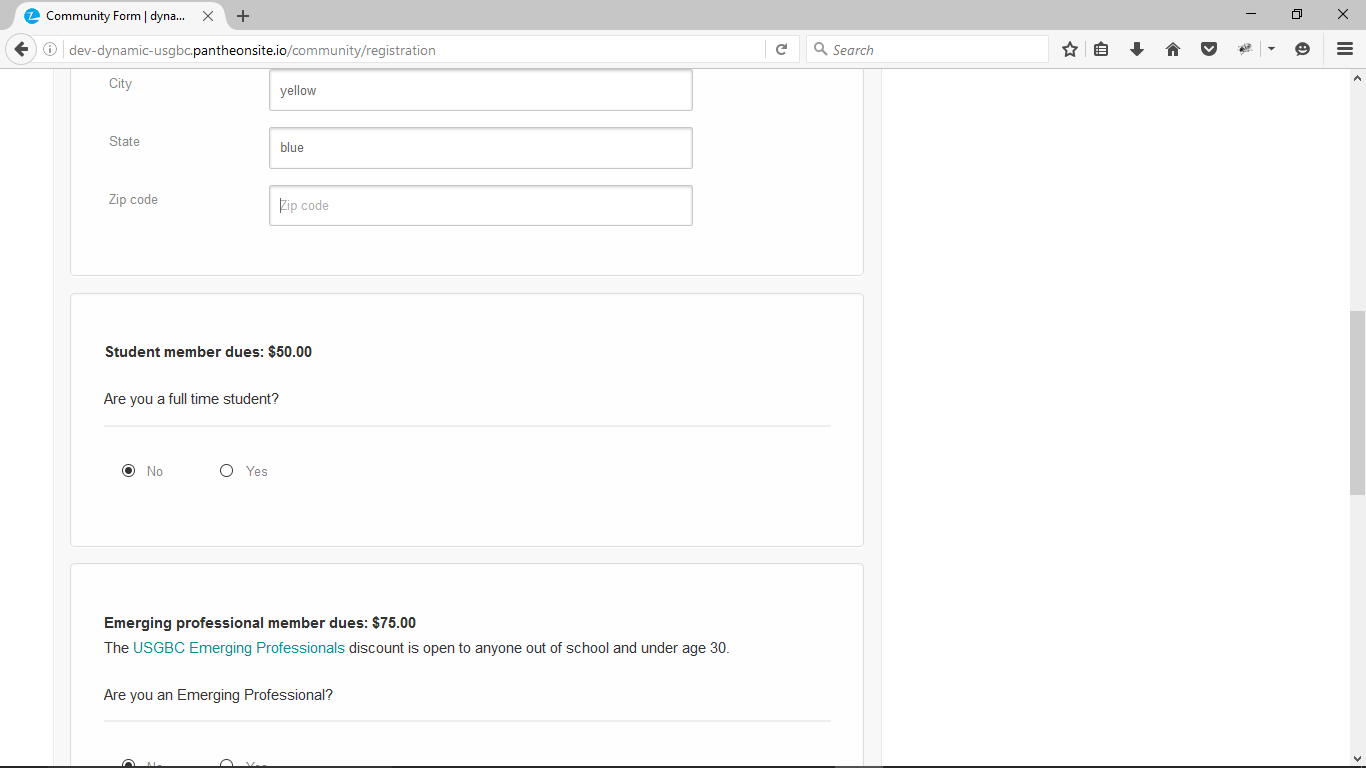 Community Form | dyna...
dev-dynamic-usgbc.pantheonsite.io/community/registration
Search
City
yellow
State
blue
Zip code
Zip code
Student member dues: $50.00
Are you a full time student?
No Yes
Emerging professional member dues: $75.00
The USGBC Emerging Professionals discount is open to anyone out of school and under age 30.
Are you an Emerging Professional?
No Yes